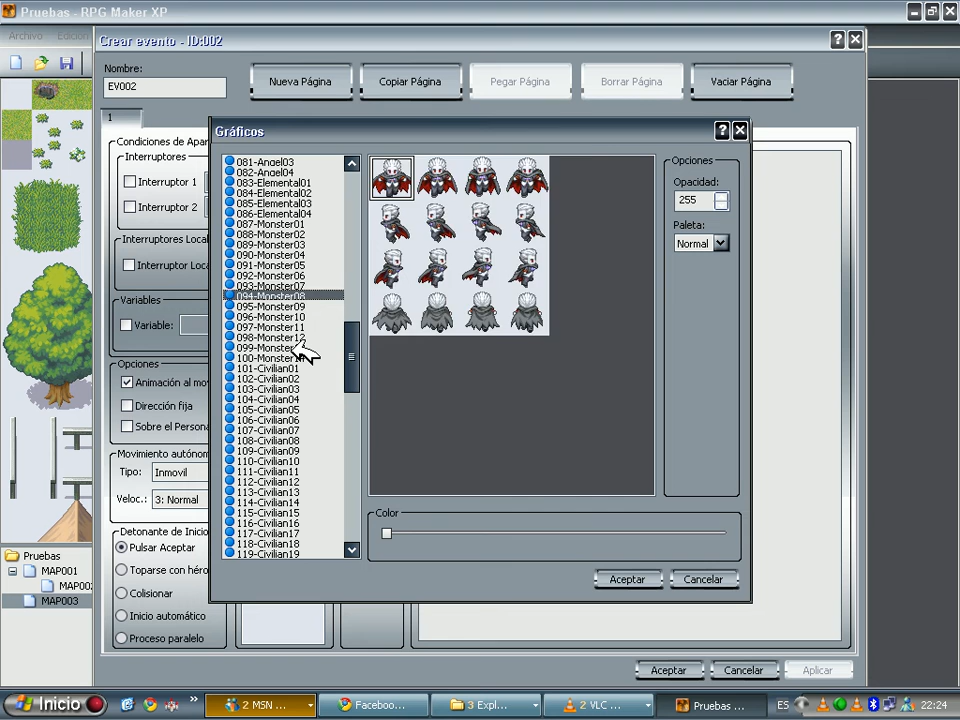 Pruebas - RPG Maker XP
Archivo Edición
Crear evento - ID:002
Nombre:
EV002
Nueva Página
Copiar Página
Pegar Página
Borrar Página
Vaciar Página
1
Condiciones de Apar
Interruptores
Interruptor 1
Interruptor 2
Interruptores Local
Interruptor Loca
Variables
Variable:
Opciones
Animación al mo
Dirección fija
Sobre el Persona
Movimiento autónom
Tipo: Inmovil
Veloc.: 3: Normal
Detonante de Inicio
Pulsar Aceptar
Toparse con héro
Colisionar
Inicio automático
Proceso paralelo
Gráficos
081-Angel03
082-Angel04
083-Elemental01
084-Elemental02
085-Elemental03
086-Elemental04
087-Monster01
088-Monster02
089-Monster03
090-Monster04
091-Monster05
092-Monster06
093-Monster07
094-Monster08
095-Monster09
096-Monster10
097-Monster11
098-Monster12
099-Monster
100-Monster
101-Civilian01
102-Civilian02
103-Civilian03
104-Civilian04
105-Civilian05
106-Civilian06
107-Civilian07
108-Civilian08
109-Civilian09
110-Civilian10
111-Civilian11
112-Civilian12
113-Civilian13
114-Civilian14
115-Civilian15
116-Civilian16
117-Civilian17
118-Civilian18
119-Civilian19
Opciones
Opacidad:
255
Paleta:
Normal
Color
Aceptar
Cancelar
Pruebas
MAP001
MAP002
MAP003
Aceptar
Cancelar
Aplicar
Inicio
2 MSN ...
Faceboo...
3 Expl...
2 VLC ...
Pruebas ...
ES
22:24